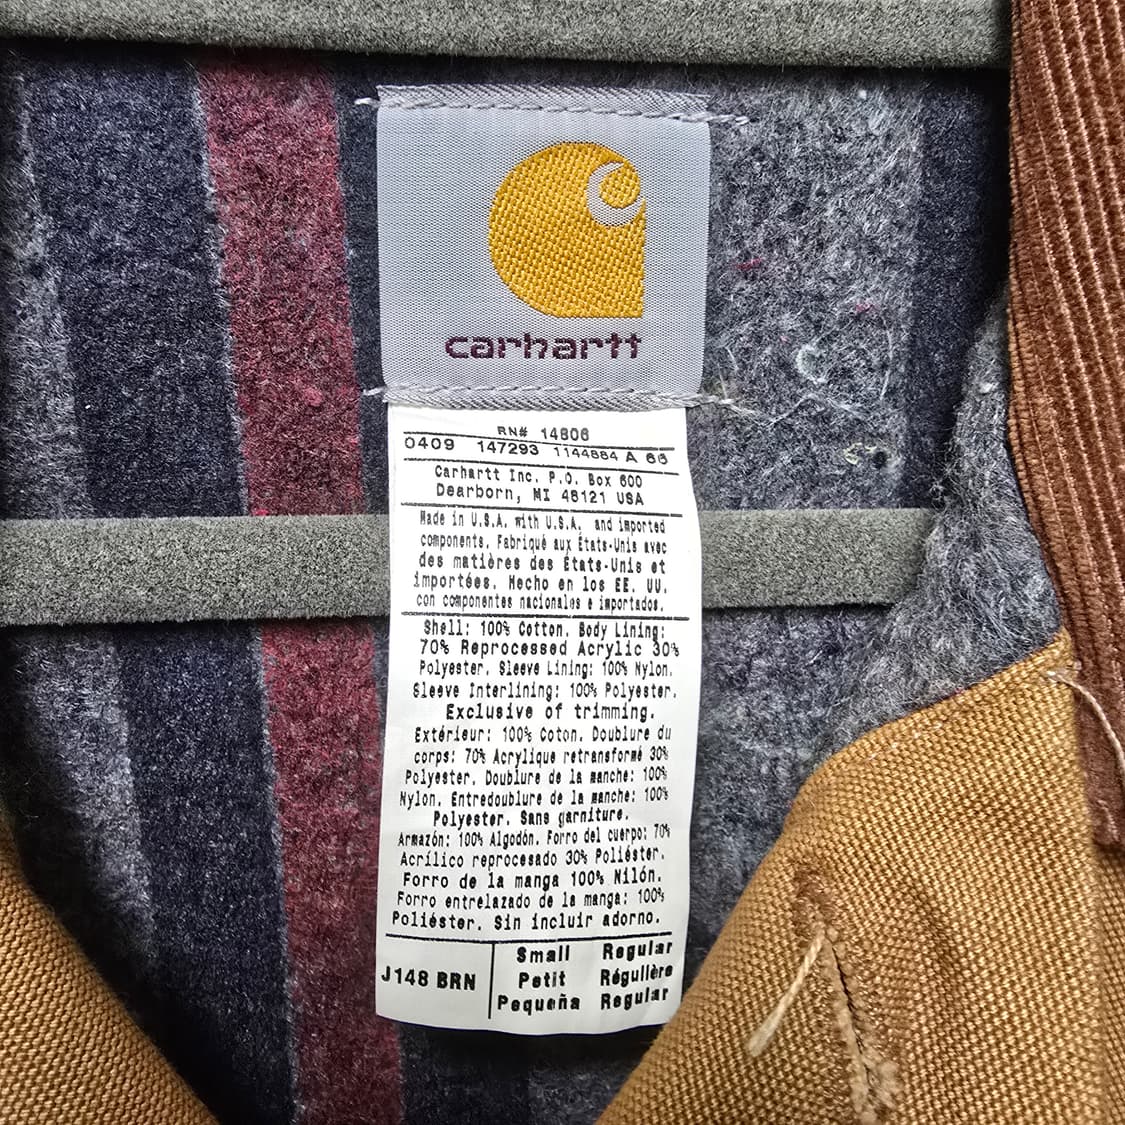 carhartt
RN# 14806
0409 147293 1144884 A 66
Carhartt Inc. P.O. Box 600
Dearborn, MI 48121 USA
Made in U.S.A. with U.S.A. and imported
components. Fabriqué aux États-Unis avec
des matières des États-Unis et
importées. Hecho en los EE. UU.
con componentes nacionales e importados.
Shell: 100% Cotton. Body Lining:
70% Reprocessed Acrylic 30%
Polyester. Sleeve Lining: 100% Nylon.
Sleeve Interlining: 100% Polyester.
Exclusive of trimming.
Extérieur: 100% Coton. Doublure du
corps: 70% Acrylique retransformé 30%
Polyester. Doublure de la manche: 100%
Nylon. Entredoublure de la manche: 100%
Polyester. Sans garniture.
Armazón: 100% Algodón. Forro del cuerpo: 70%
Acrílico reprocesado 30% Poliéster.
Forro de la manga 100% Nilón.
Forro entrelazado de la manga: 100%
Poliéster. Sin incluir adorno.
J148 BRN
Small Regular
Petit Régulière
Pequeña Regular